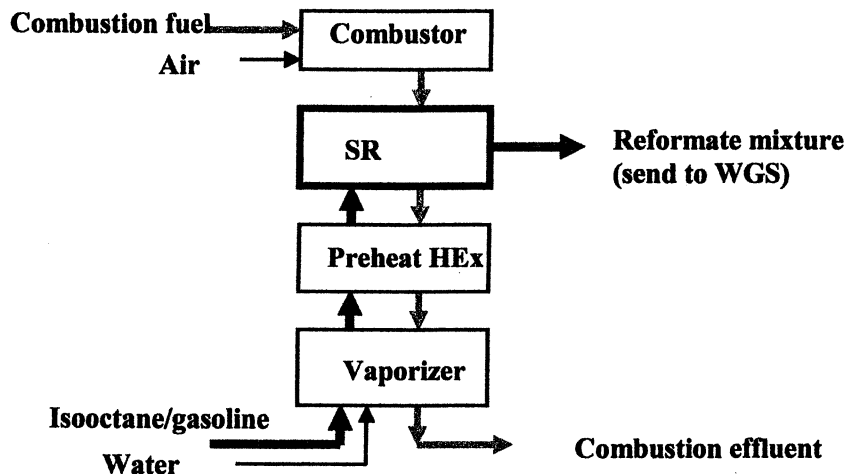 Combustion fuel
Combustor
Air
SR
Reformate mixture
(send to WGS)
Preheat HEx
Vaporizer
Isooctane/gasoline
Water
Combustion effluent